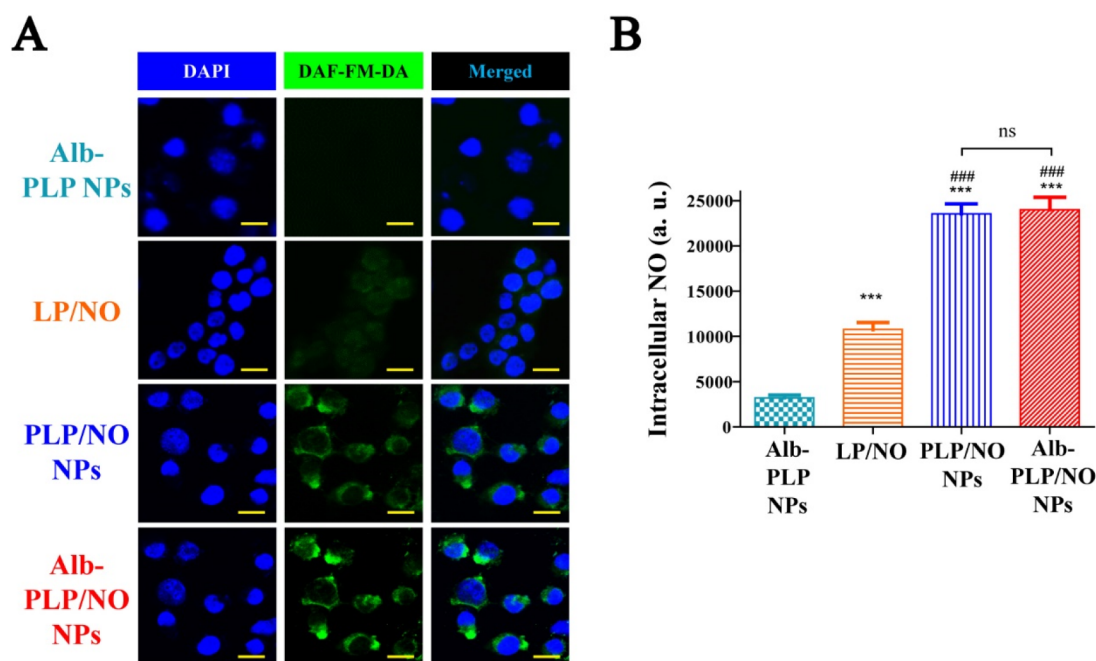 A
DAPI
DAF-FM-DA
Merged
Alb-
PLP NPs
LP/NO
PLP/NO
NPs
Alb-
PLP/NO
NPs
B
ns
###
***
###
***
***
Intracellular NO (a. u.)
25000
20000
15000
10000
5000
0
Alb-
PLP
NPs
LP/NO
PLP/NO
NPs
Alb-
PLP/NO
NPs